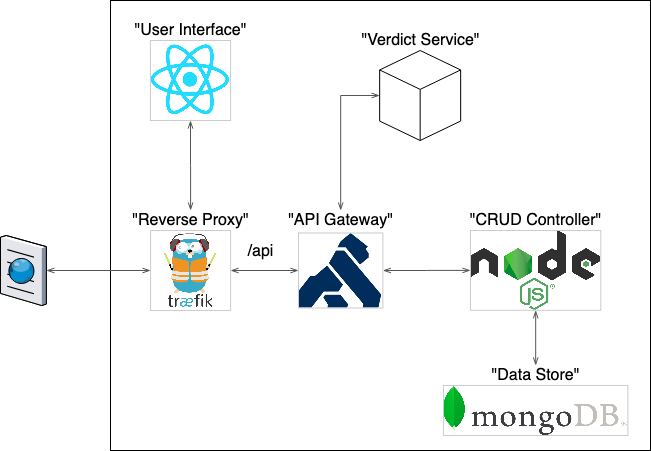 "User Interface"
"Verdict Service"
"Reverse Proxy"
"API Gateway"
"CRUD Controller"
/api
træfik
node
JS
"Data Store"
mongoDB